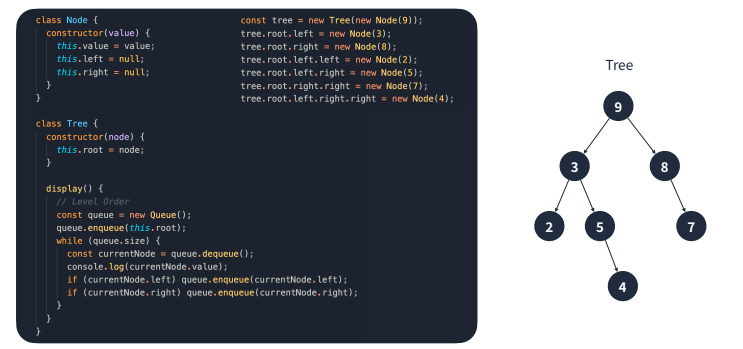 class Node {
  constructor(value) {
    this.value = value;
    this.left = null;
    this.right = null;
  }
}
class Tree {
  constructor(node) {
    this.root = node;
  }
  display() {
    // Level Order
    const queue = new Queue();
    queue.enqueue(this.root);
    while (queue.size) {
      const currentNode = queue.dequeue();
      console.log(currentNode.value);
      if (currentNode.left) queue.enqueue(currentNode.left);
      if (currentNode.right) queue.enqueue(currentNode.right);
    }
  }
}
const tree = new Tree(new Node(9));
tree.root.left = new Node(3);
tree.root.right = new Node(8);
tree.root.left.left = new Node(2);
tree.root.left.right = new Node(5);
tree.root.right.right = new Node(7);
tree.root.left.right.right = new Node(4);
Tree
9
3 8
2 5 7
4